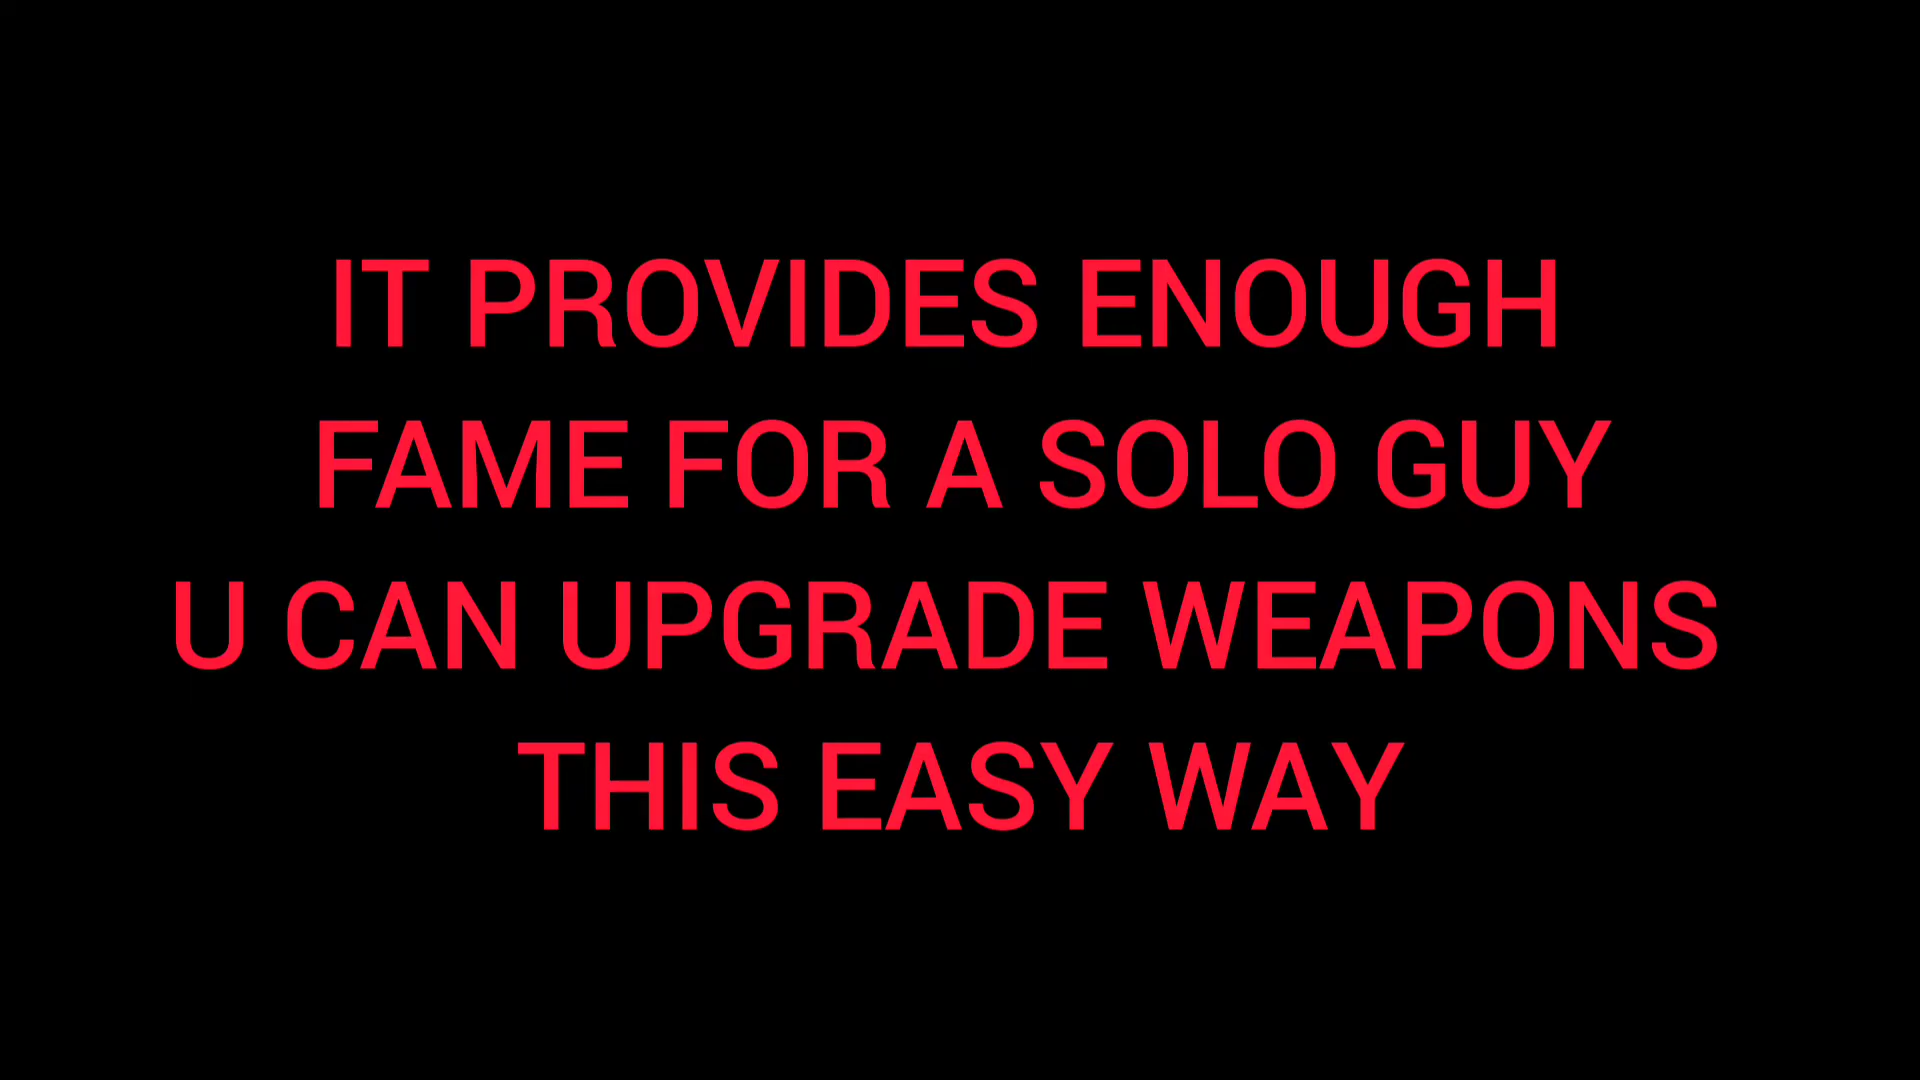 IT PROVIDES ENOUGH
FAME FOR A SOLO GUY
U CAN UPGRADE WEAPONS
THIS EASY WAY